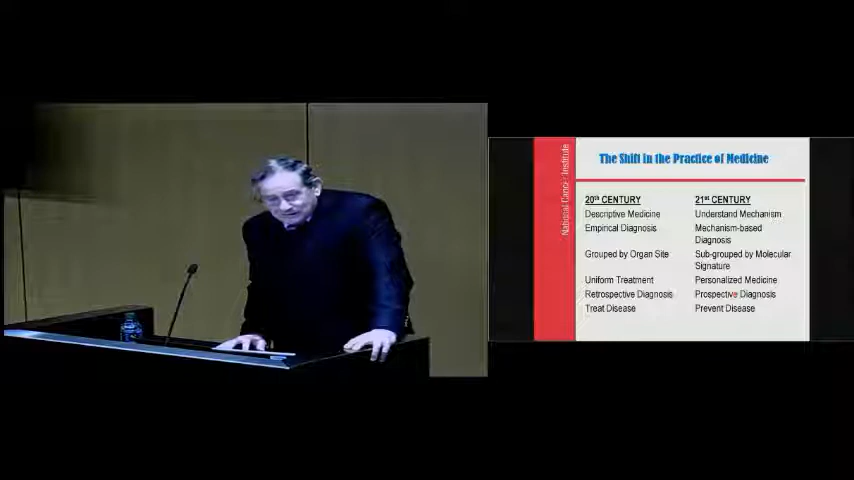 National Cancer Institute
The Shift in the Practice of Medicine
20th CENTURY
21st CENTURY
Descriptive Medicine
Understand Mechanism
Empirical Diagnosis
Mechanism-based
Diagnosis
Grouped by Organ Site
Sub-grouped by Molecular
Signature
Uniform Treatment
Personalized Medicine
Retrospective Diagnosis
Prospective Diagnosis
Treat Disease
Prevent Disease